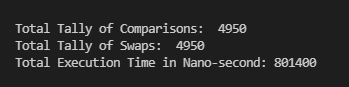 Total Tally of Comparisons:  4950
Total Tally of Swaps:  4950
Total Execution Time in Nano-second: 801400